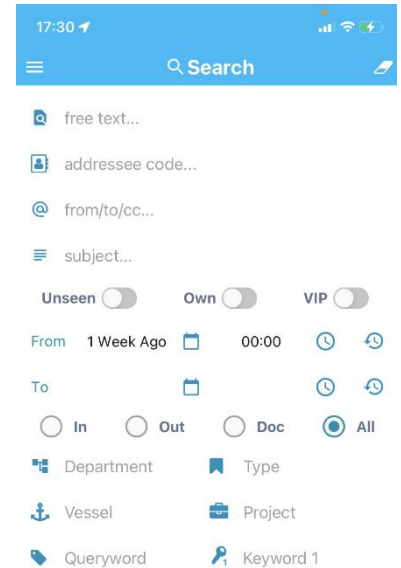 17:30
Search
free text...
addressee code...
from/to/cc...
subject...
Unseen Own VIP
From 1 Week Ago 00:00
To
In Out Doc All
Department Type
Vessel Project
Queryword Keyword 1